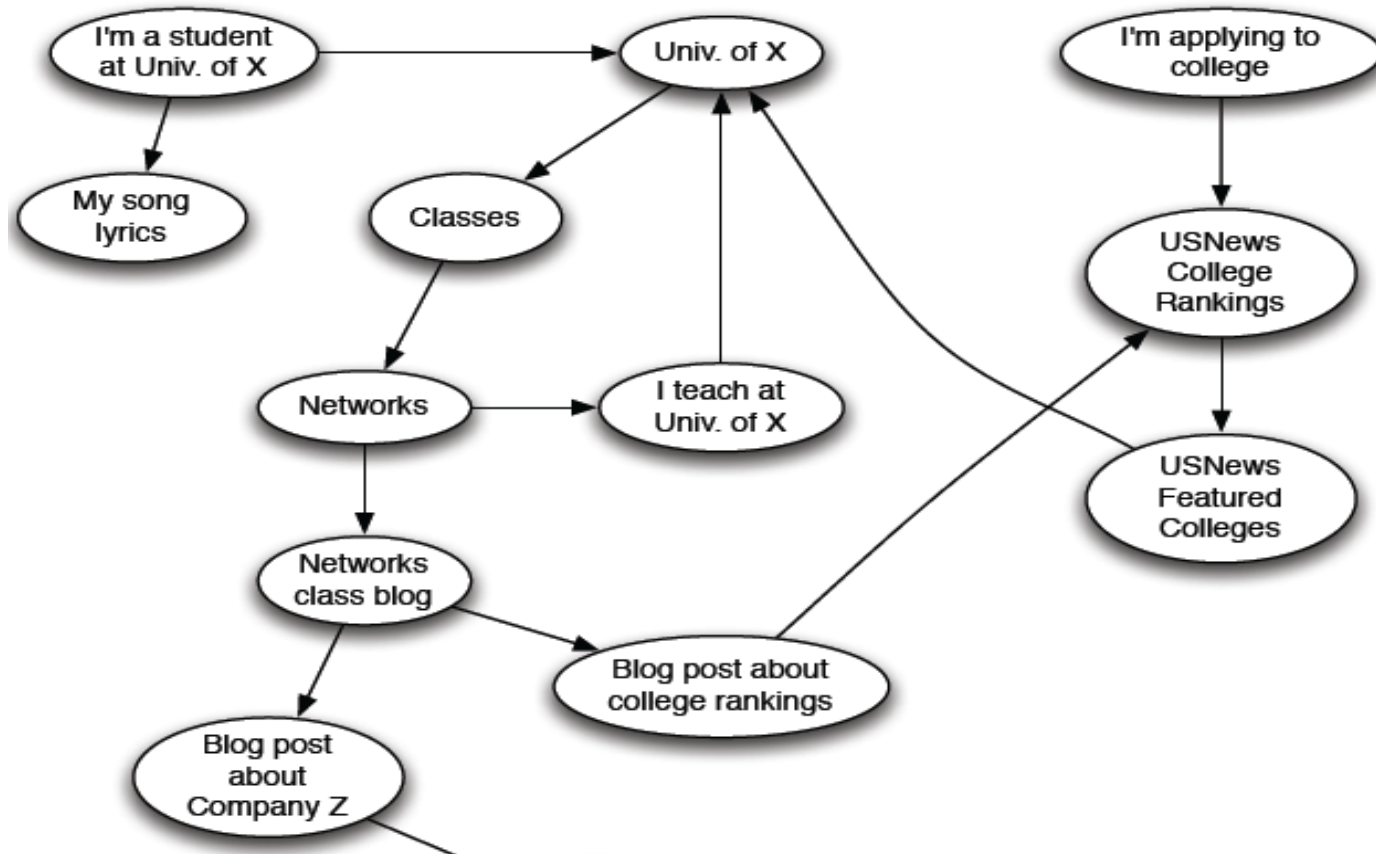 I'm a student
at Univ. of X
Univ. of X
I'm applying to
college
My song
lyrics
Classes
USNews
College
Rankings
Networks
I teach at
Univ. of X
USNews
Featured
Colleges
Networks
class blog
Blog post about
college rankings
Blog post
about
Company Z